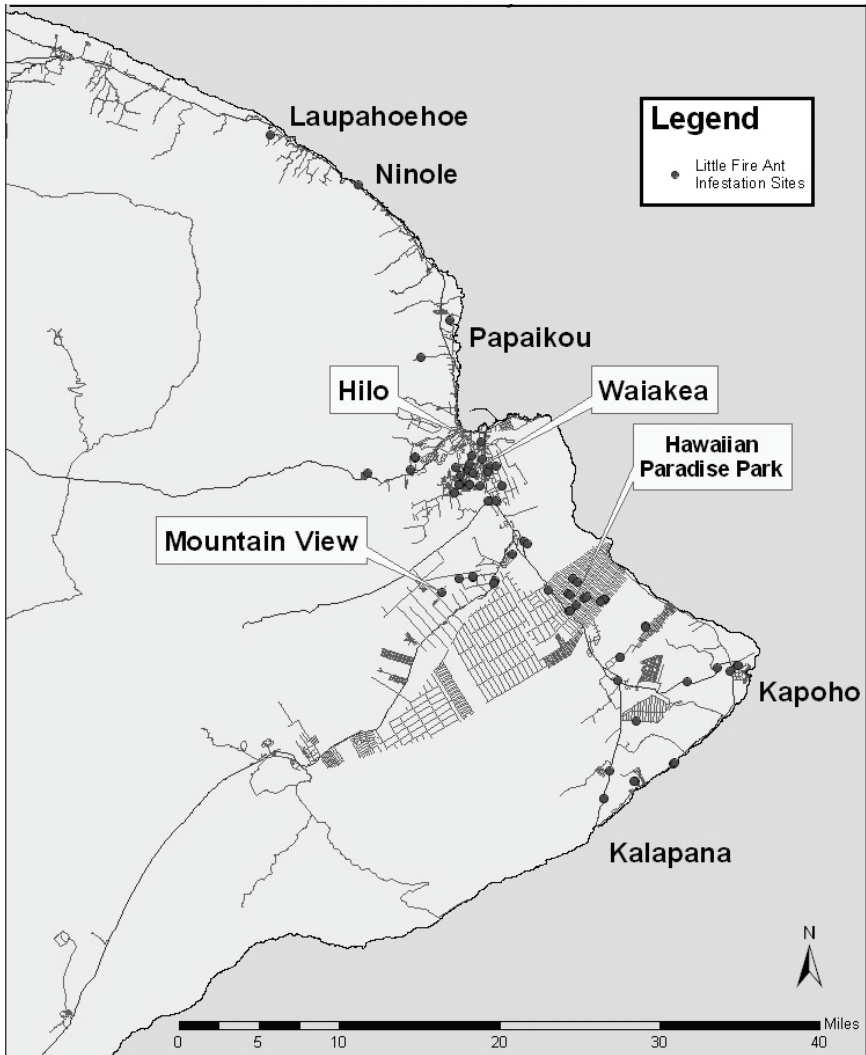 Laupahoehoe
Legend
Little Fire Ant
Infestation Sites
Ninole
Papaikou
Hilo
Waiakea
Hawaiian
Paradise Park
Mountain View
Kapoho
Kalapana
N
Miles
0 5 10 20 30 40